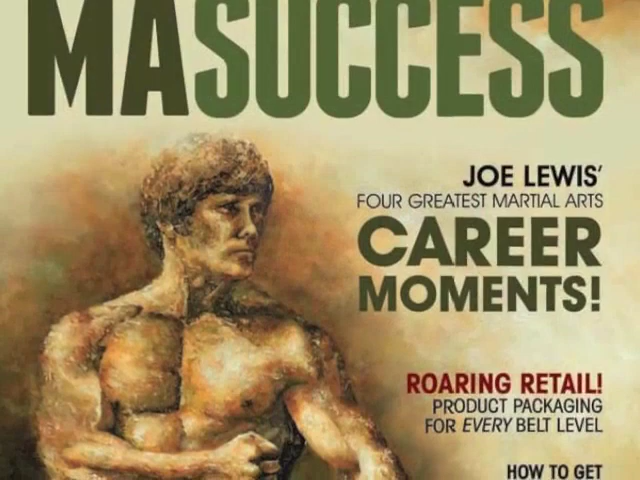 MASUCCESS
JOE LEWIS'
FOUR GREATEST MARTIAL ARTS
CAREER
MOMENTS!
ROARING RETAIL!
PRODUCT PACKAGING
FOR EVERY BELT LEVEL
HOW TO GET